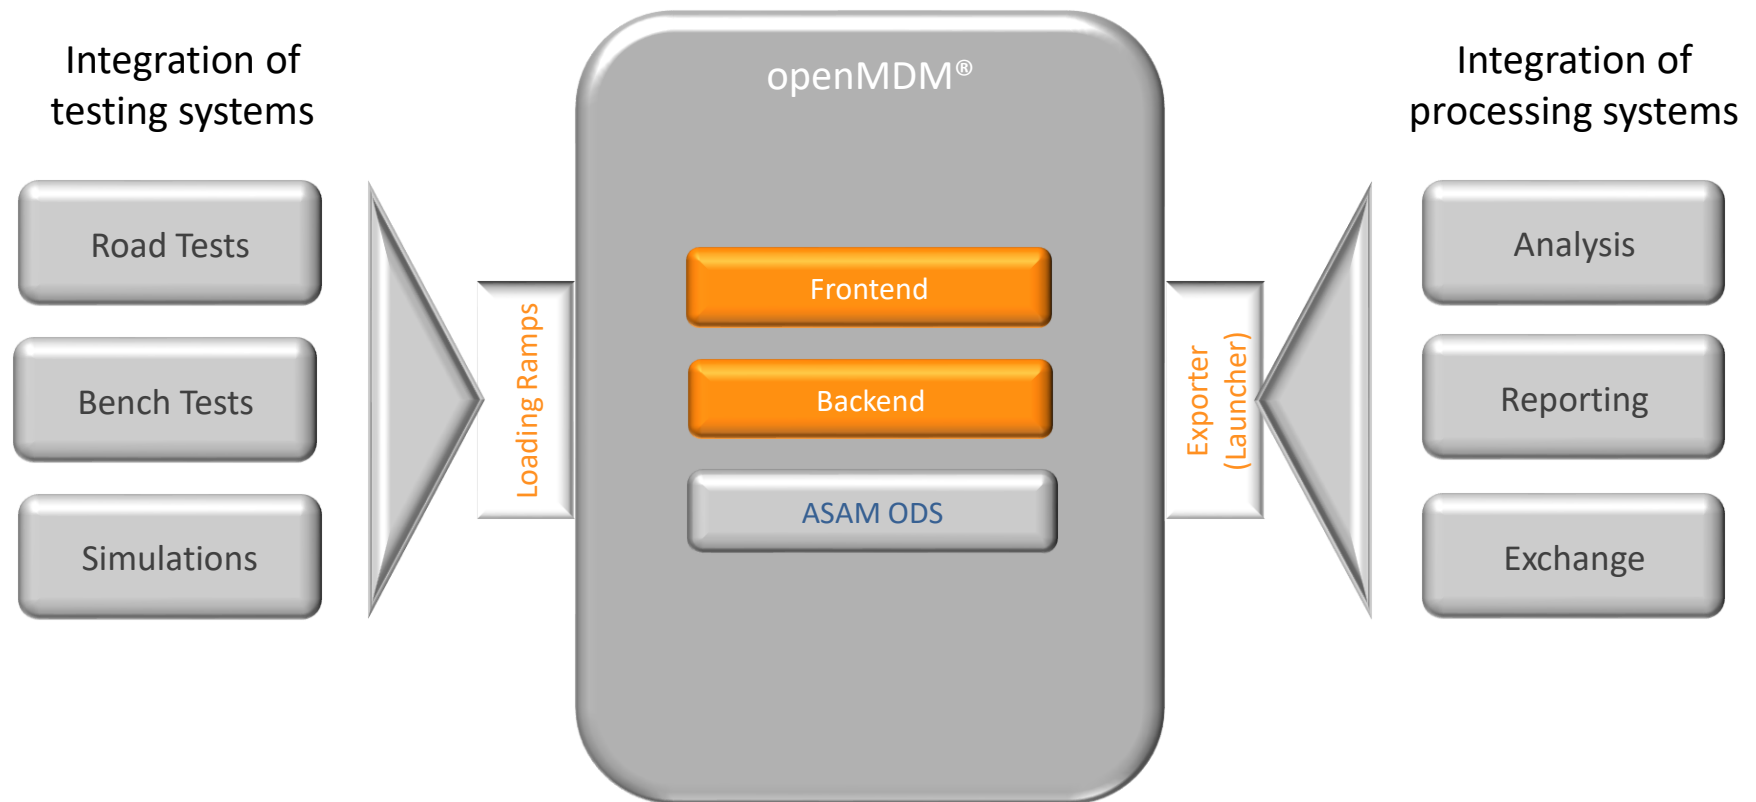 Integration of
testing systems
Road Tests
Bench Tests
Simulations
Loading Ramps
openMDM®
Frontend
Backend
ASAM ODS
Exporter
(Launcher)
Integration of
processing systems
Analysis
Reporting
Exchange